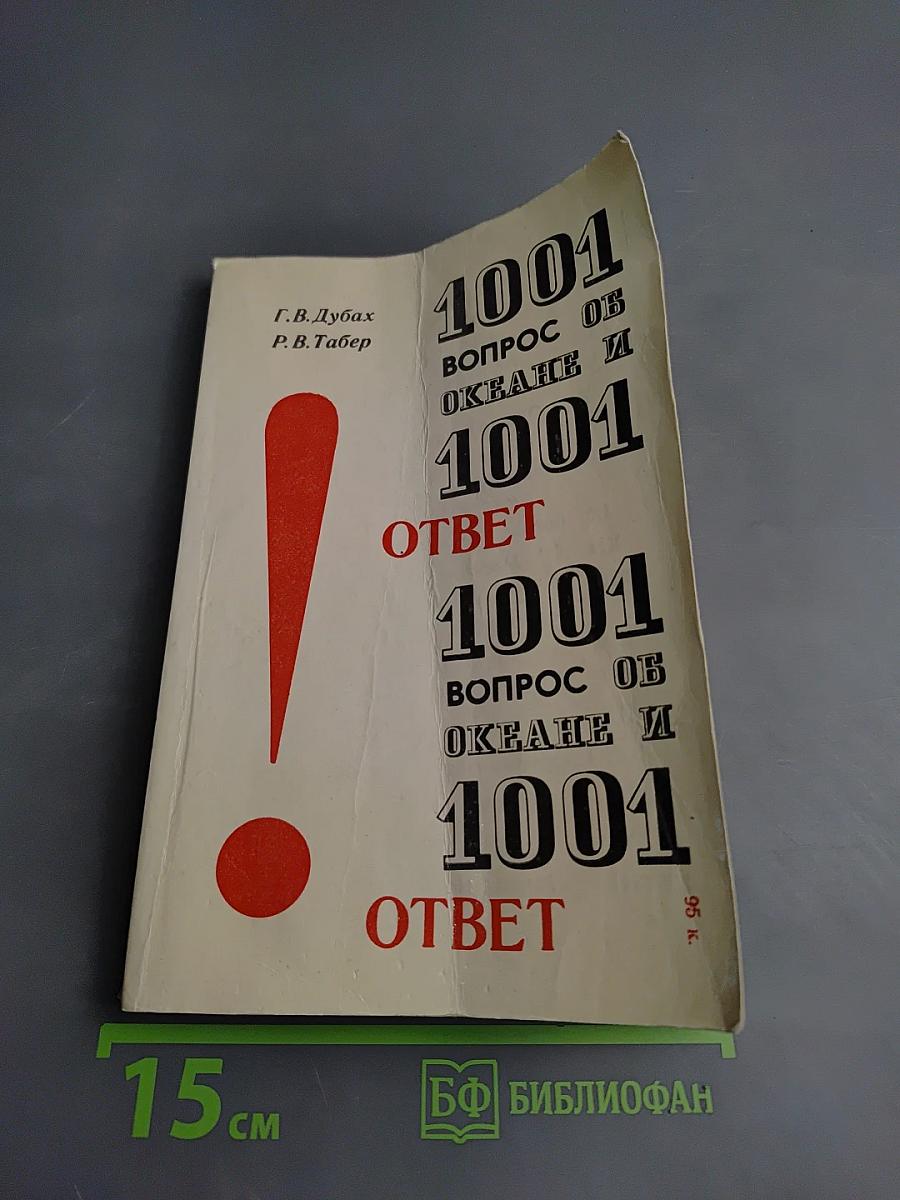 Г.В.Дубах
Р.В.Табер
1001
ВОПРОС ОБ
ОКЕАНЕ И
1001
ОТВЕТ
1001
ВОПРОС ОБ
ОКЕАНЕ И
1001
ОТВЕТ
95 к.
!
15 см
БФ БИБЛИОФАН